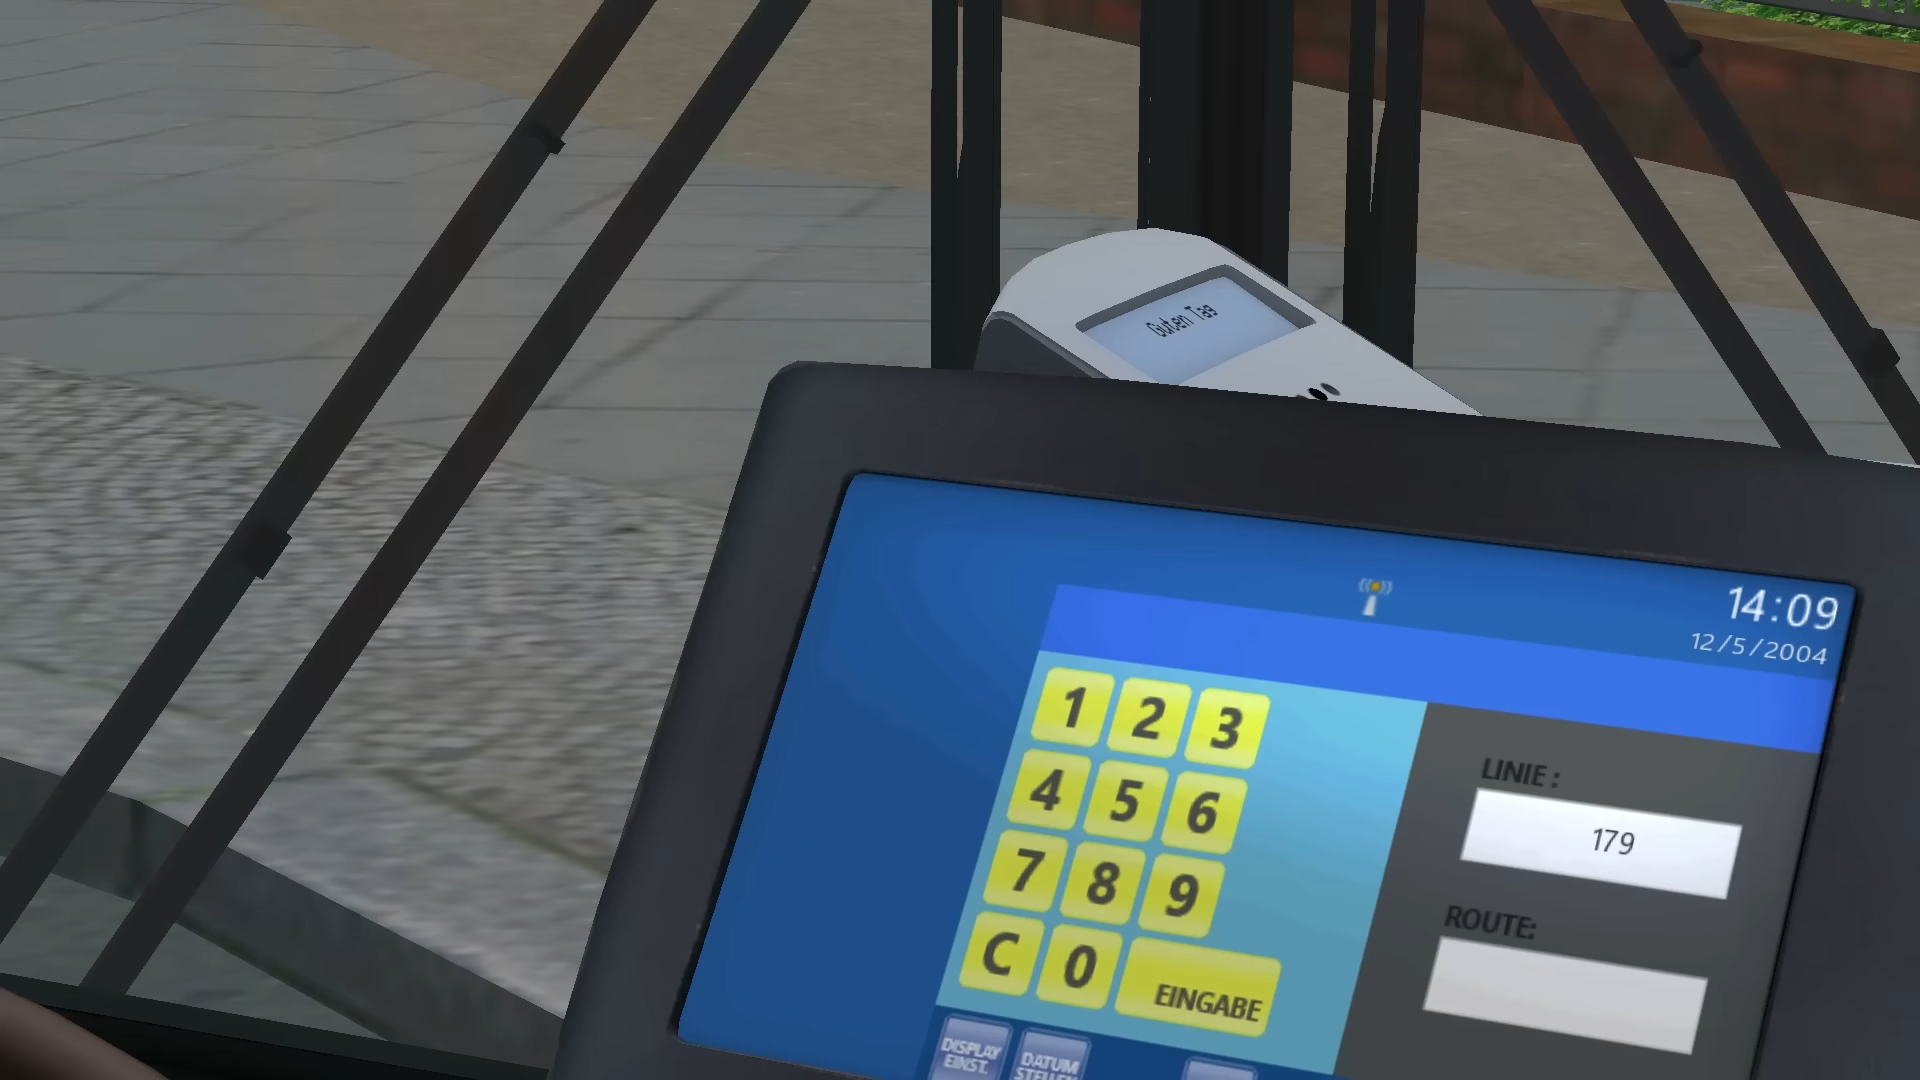 Guten Tag
14:09
12/5/2004
1 2 3
4 5 6
7 8 9
C 0 EINGABE
LINIE :
179
ROUTE:
DISPLAY
EINST.
DATUM
STELLEN